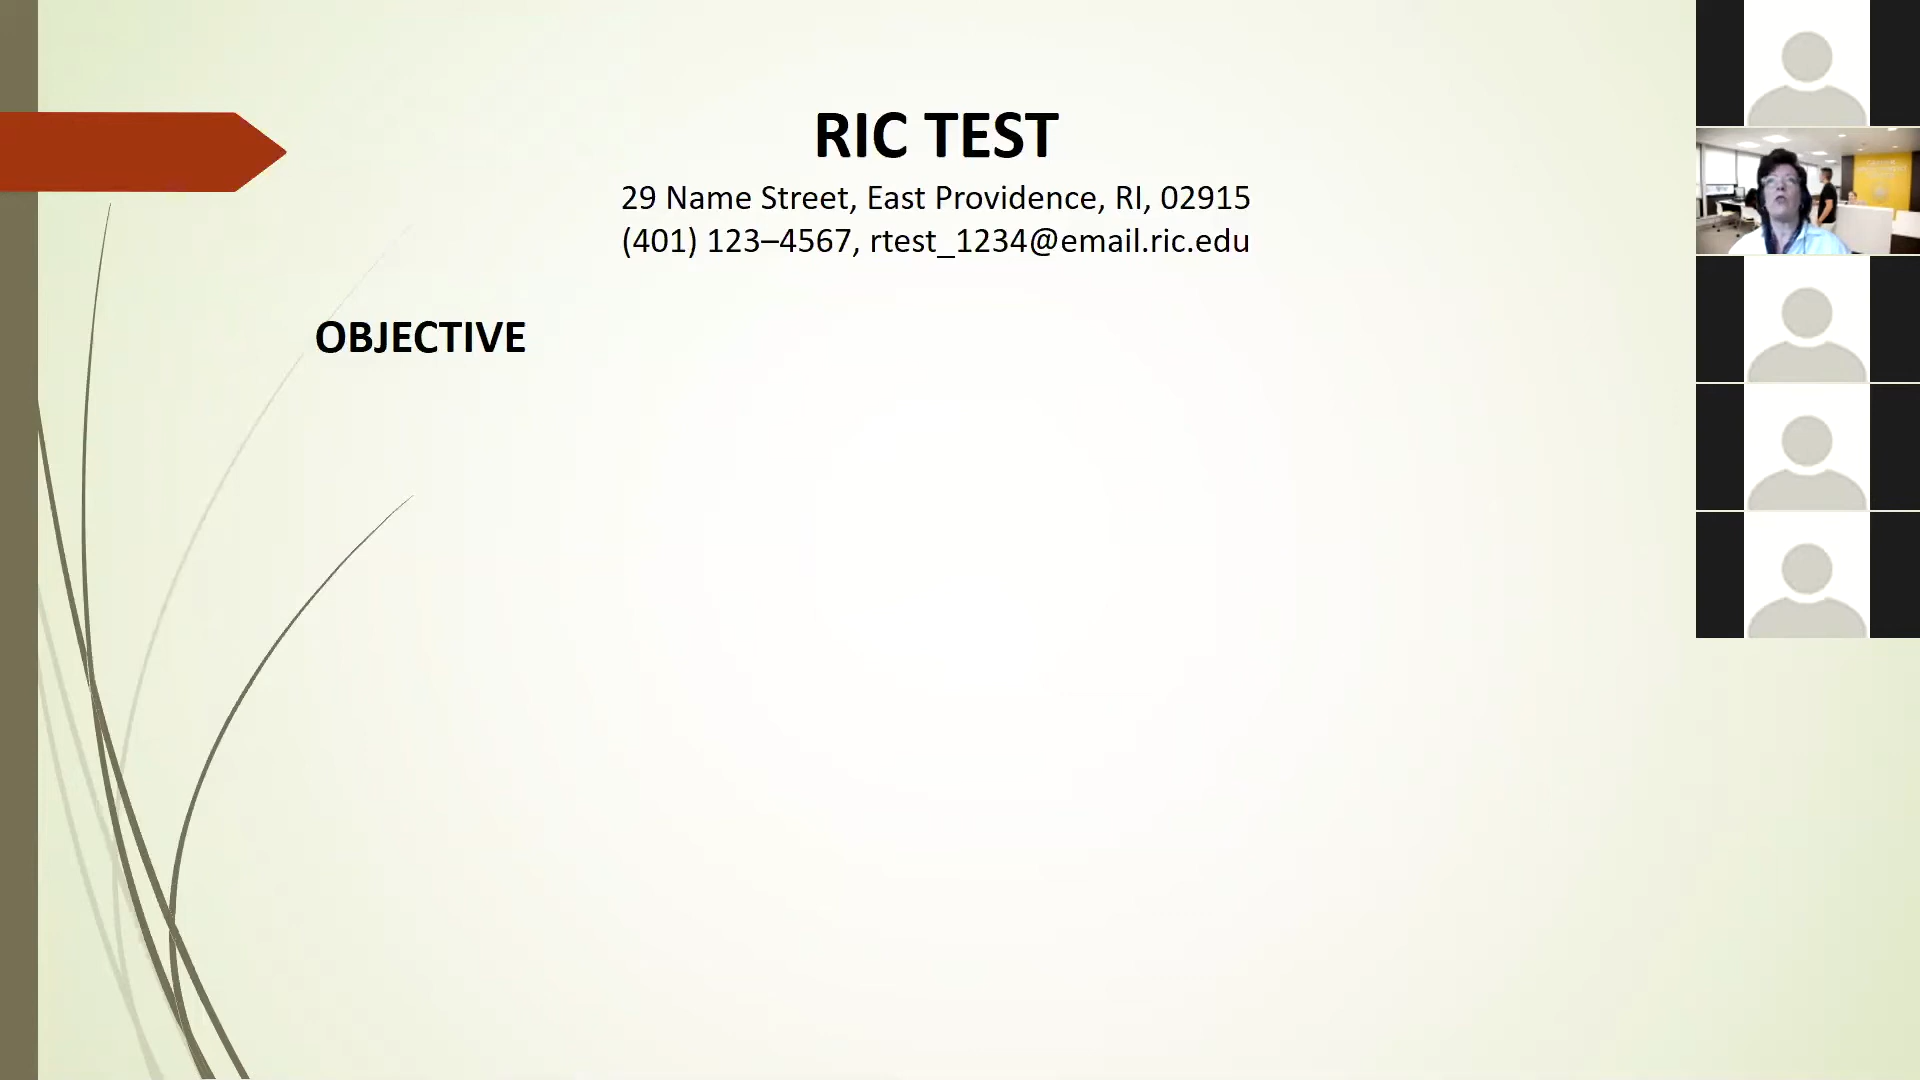 RIC TEST
29 Name Street, East Providence, RI, 02915
(401) 123–4567, rtest_1234@email.ric.edu
OBJECTIVE